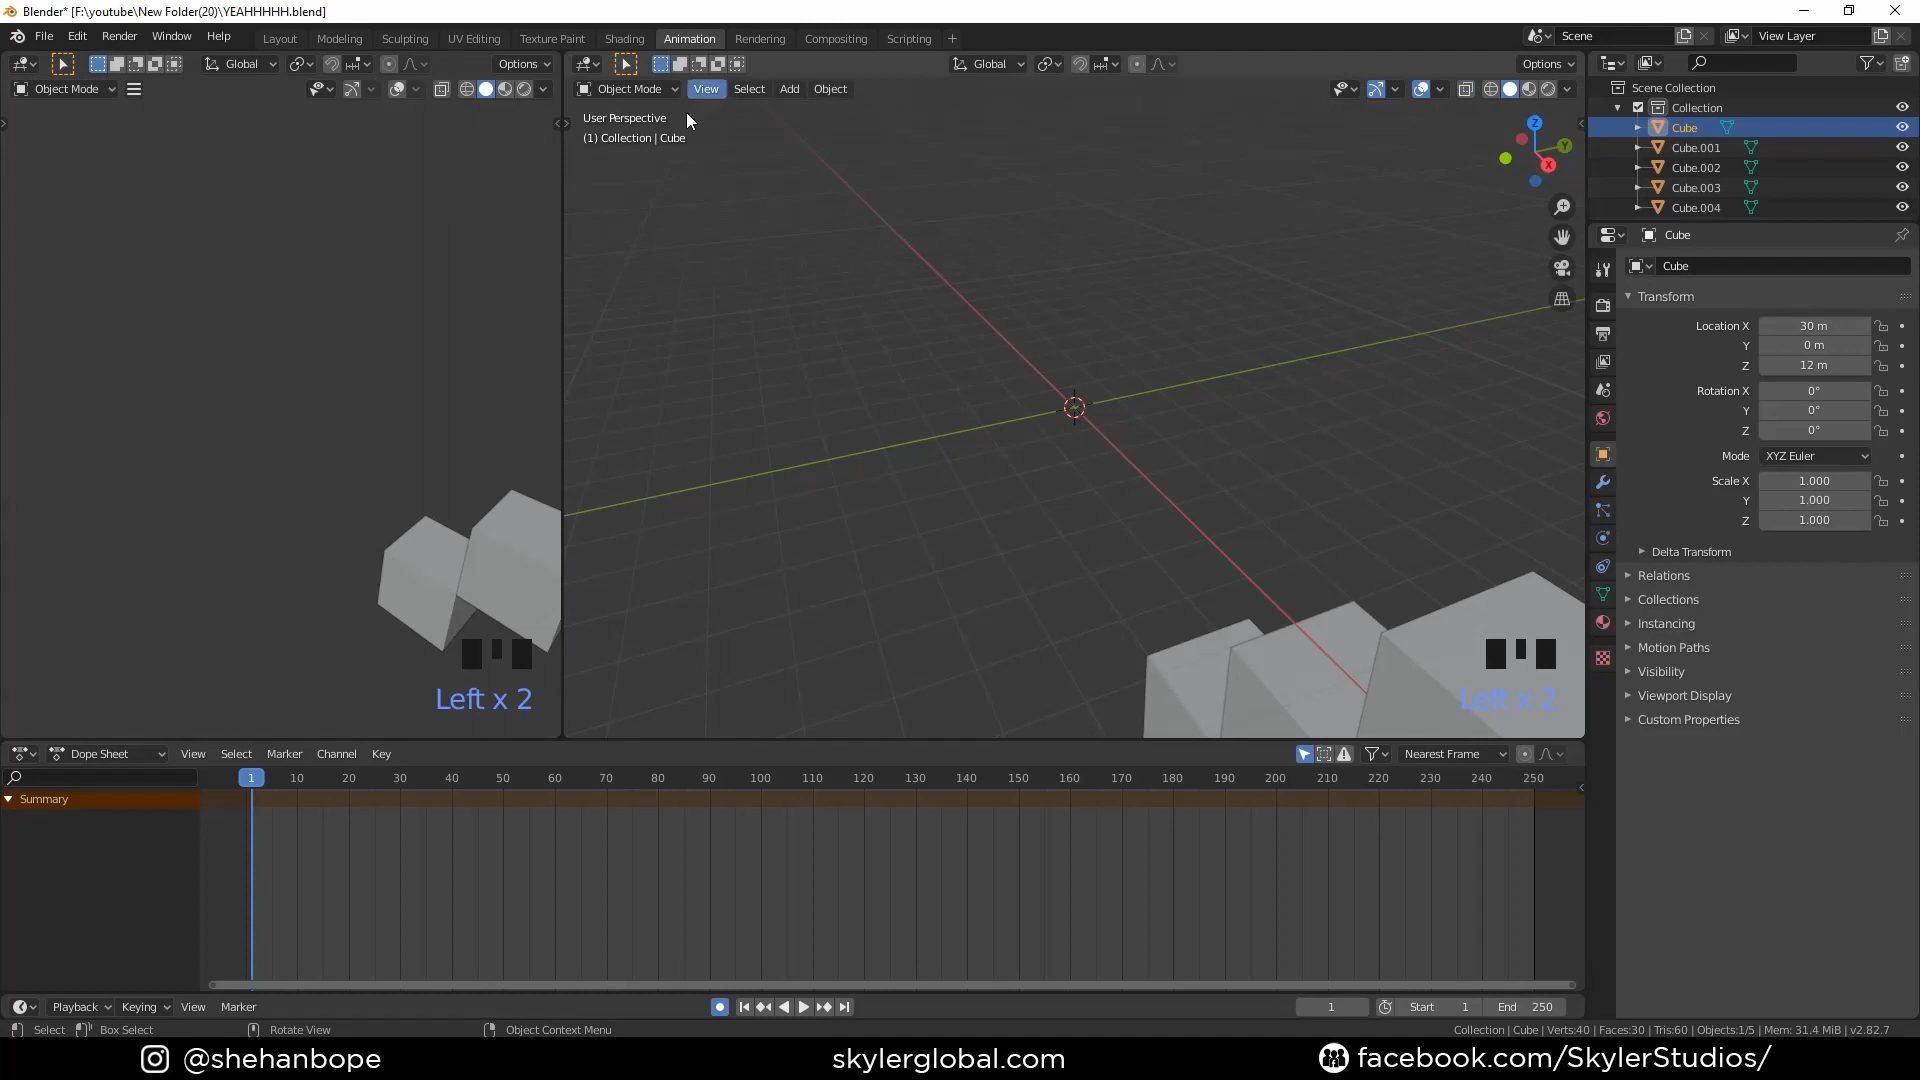 Blender* [F:\youtube\New Folder(20)\YEAHHHHH.blend]
File Edit Render Window Help
Layout Modeling Sculpting UV Editing Texture Paint Shading Animation Rendering Compositing Scripting +
Scene
View Layer
Global
Options
Global
Options
Object Mode
Object Mode
View Select Add Object
User Perspective
(1) Collection | Cube
Z
Y
X
Scene Collection
Collection
Cube
Cube.001
Cube.002
Cube.003
Cube.004
Cube
Cube
Transform
Location X 30 m
Y 0 m
Z 12 m
Rotation X 0°
Y 0°
Z 0°
Mode XYZ Euler
Scale X 1.000
Y 1.000
Z 1.000
Delta Transform
Relations
Collections
Instancing
Motion Paths
Visibility
Viewport Display
Custom Properties
Left x 2
Left x 2
Dope Sheet View Select Marker Channel Key
Nearest Frame
1 10 20 30 40 50 60 70 80 90 100 110 120 130 140 150 160 170 180 190 200 210 220 230 240 250
Summary
Playback Keying View Marker
1
Start 1
End 250
Select Box Select Rotate View Object Context Menu
Collection | Cube | Verts:40 | Faces:30 | Tris:60 | Objects:1/5 | Mem: 31.4 MiB | v2.82.7
@shehanbope
skylerglobal.com
facebook.com/SkylerStudios/